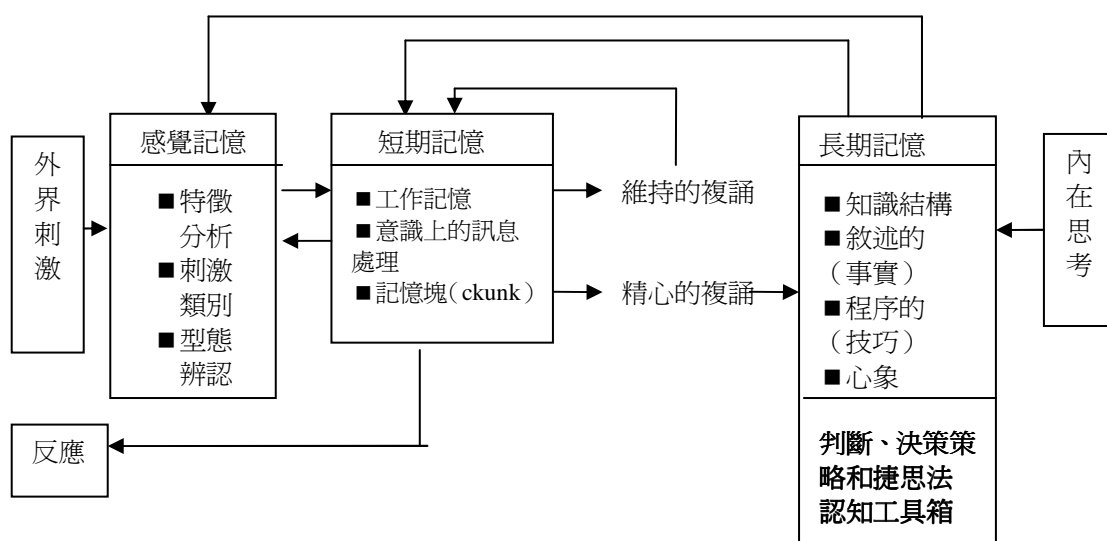 外
界
刺
激
感覺記憶
■特徵
分析
■刺激
類別
■型態
辨認
短期記憶
■工作記憶
■意識上的訊息
處理
■記憶塊（ckunk）
維持的複誦
精心的複誦
長期記憶
■知識結構
■敘述的
（事實）
■程序的
（技巧）
■心象
判斷、決策策
略和捷思法
認知工具箱
內
在
思
考
反應